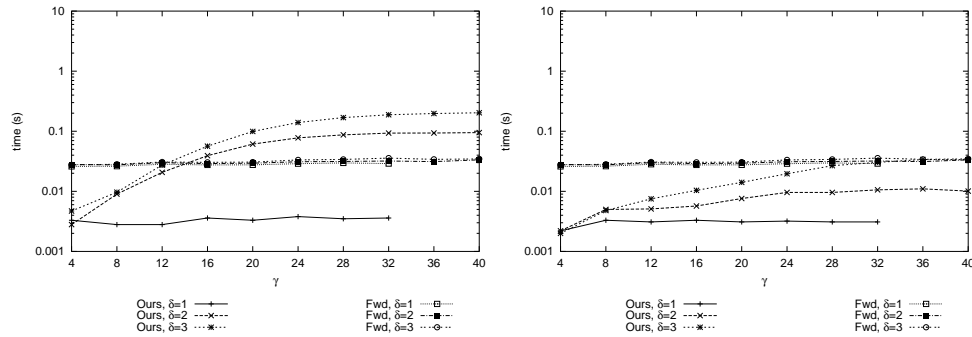 10
1
0.1
0.01
0.001
time (s)
4 8 12 16 20 24 28 32 36 40
γ
Ours, δ=1
Ours, δ=2
Ours, δ=3
Fwd, δ=1
Fwd, δ=2
Fwd, δ=3
10
1
0.1
0.01
0.001
time (s)
4 8 12 16 20 24 28 32 36 40
γ
Ours, δ=1
Ours, δ=2
Ours, δ=3
Fwd, δ=1
Fwd, δ=2
Fwd, δ=3